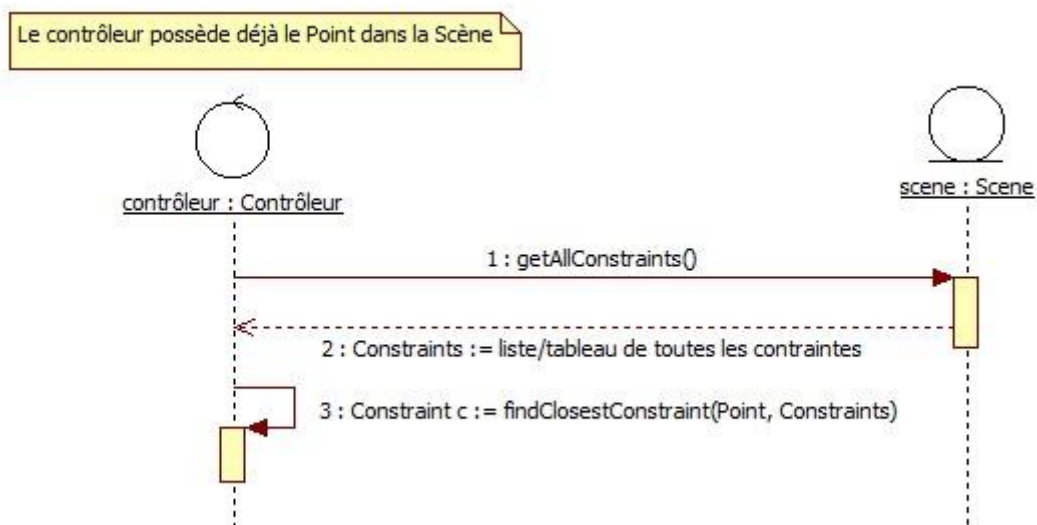 Le contrôleur possède déjà le Point dans la Scène
contrôleur : Contrôleur
scene : Scene
1 : getAllConstraints()
2 : Constraints := liste/tableau de toutes les contraintes
3 : Constraint c := findClosestConstraint(Point, Constraints)